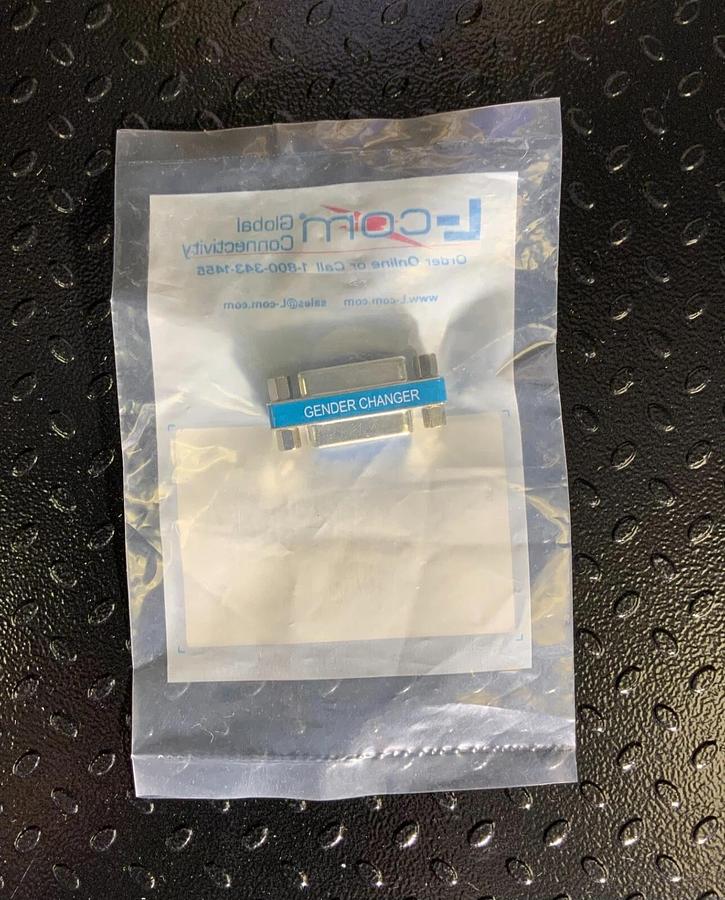 L-com Global
Connectivity
Order Online or Call 1-800-343-1455
www.L-com.com sales@L-com.com
GENDER CHANGER